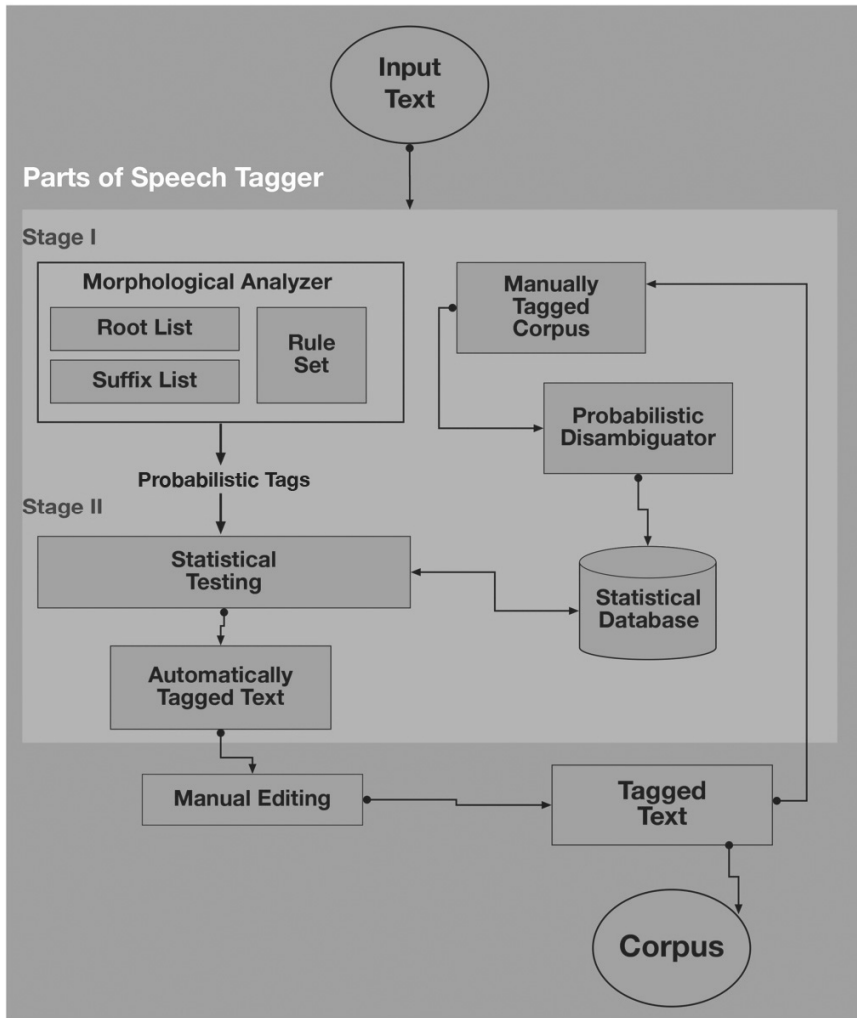 Input
Text
Parts of Speech Tagger
Stage I
Morphological Analyzer
Root List
Suffix List
Rule
Set
Manually
Tagged
Corpus
Probabilistic
Disambiguator
Probabilistic Tags
Stage II
Statistical
Testing
Statistical
Database
Automatically
Tagged Text
Manual Editing
Tagged
Text
Corpus